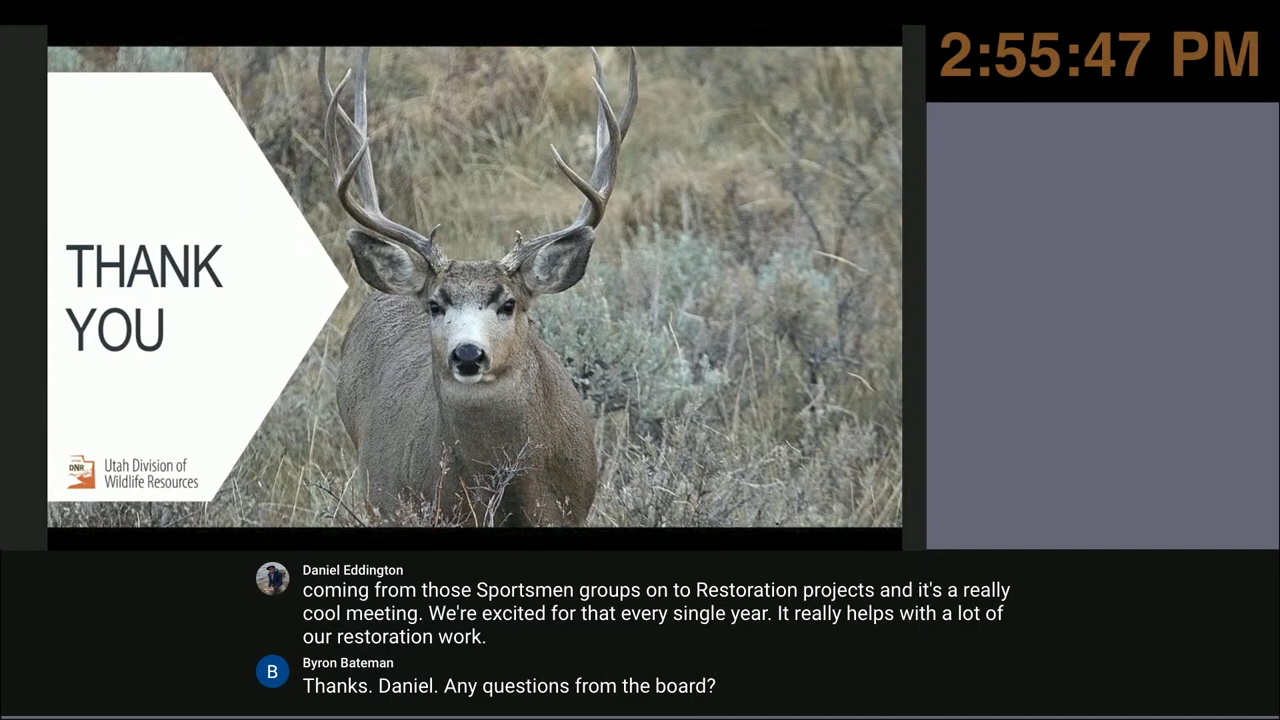 2:55:47 PM
THANK
YOU
DNR
Utah Division of
Wildlife Resources
Daniel Eddington
coming from those Sportsmen groups on to Restoration projects and it's a really
cool meeting. We're excited for that every single year. It really helps with a lot of
our restoration work.
B
Byron Bateman
Thanks. Daniel. Any questions from the board?